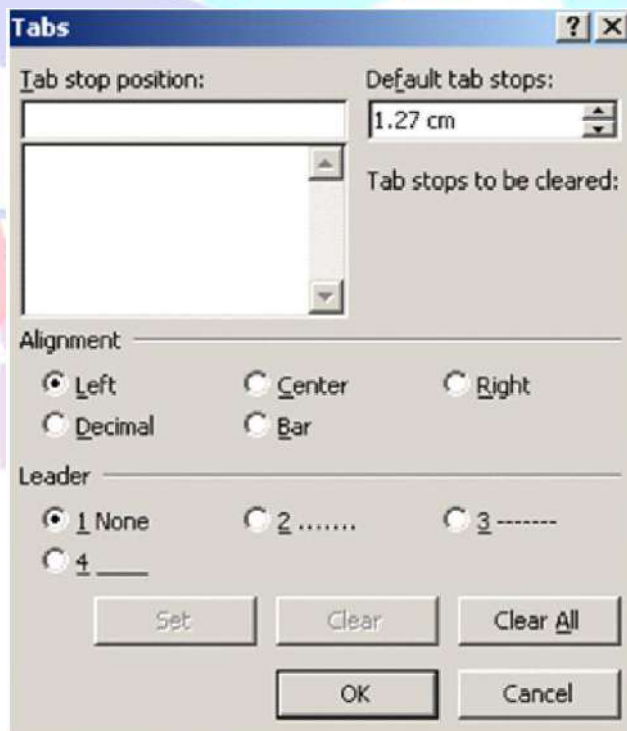 Tabs
Tab stop position:
Default tab stops:
1.27 cm
Tab stops to be cleared:
Alignment
Left Center Right
Decimal Bar
Leader
1 None 2 ....... 3 -------
4 ____
Set Clear Clear All
OK Cancel